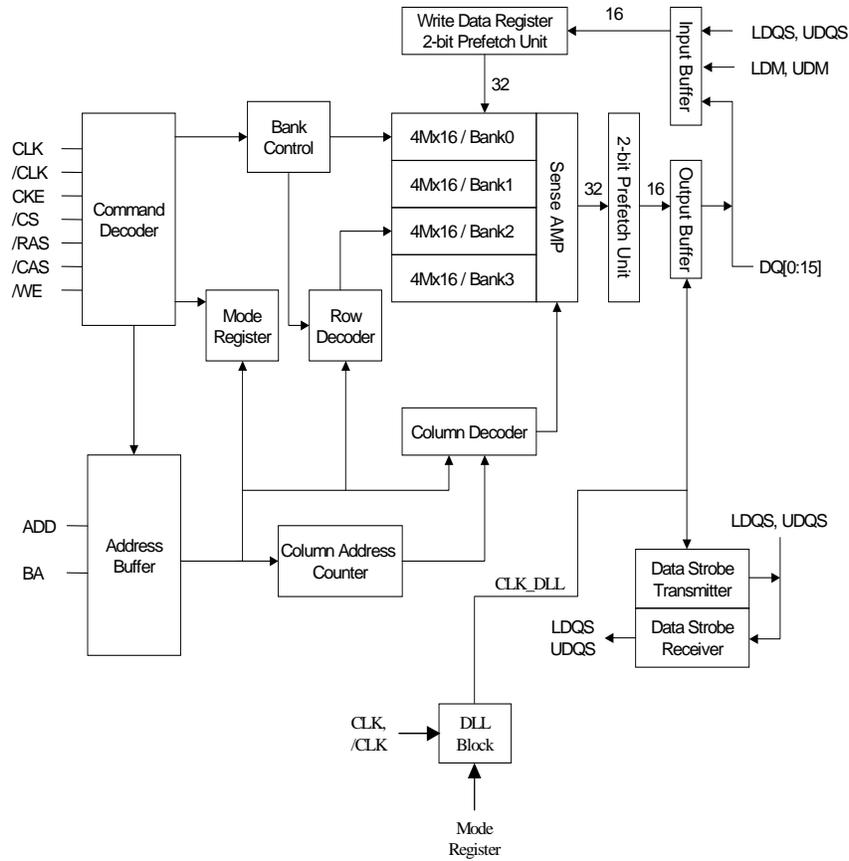 Write Data Register
2-bit Prefetch Unit
16
Input Buffer
LDQS, UDQS
LDM, UDM
32
Bank
Control
4Mx16 / Bank0
4Mx16 / Bank1
4Mx16 / Bank2
4Mx16 / Bank3
Sense AMP
32
2-bit Prefetch Unit
16
Output Buffer
DQ[0:15]
CLK
/CLK
CKE
/CS
/RAS
/CAS
/WE
Command
Decoder
Mode
Register
Row
Decoder
Column Decoder
ADD
BA
Address
Buffer
Column Address
Counter
CLK_DLL
LDQS, UDQS
Data Strobe
Transmitter
Data Strobe
Receiver
LDQS
UDQS
CLK,
/CLK
DLL
Block
Mode
Register